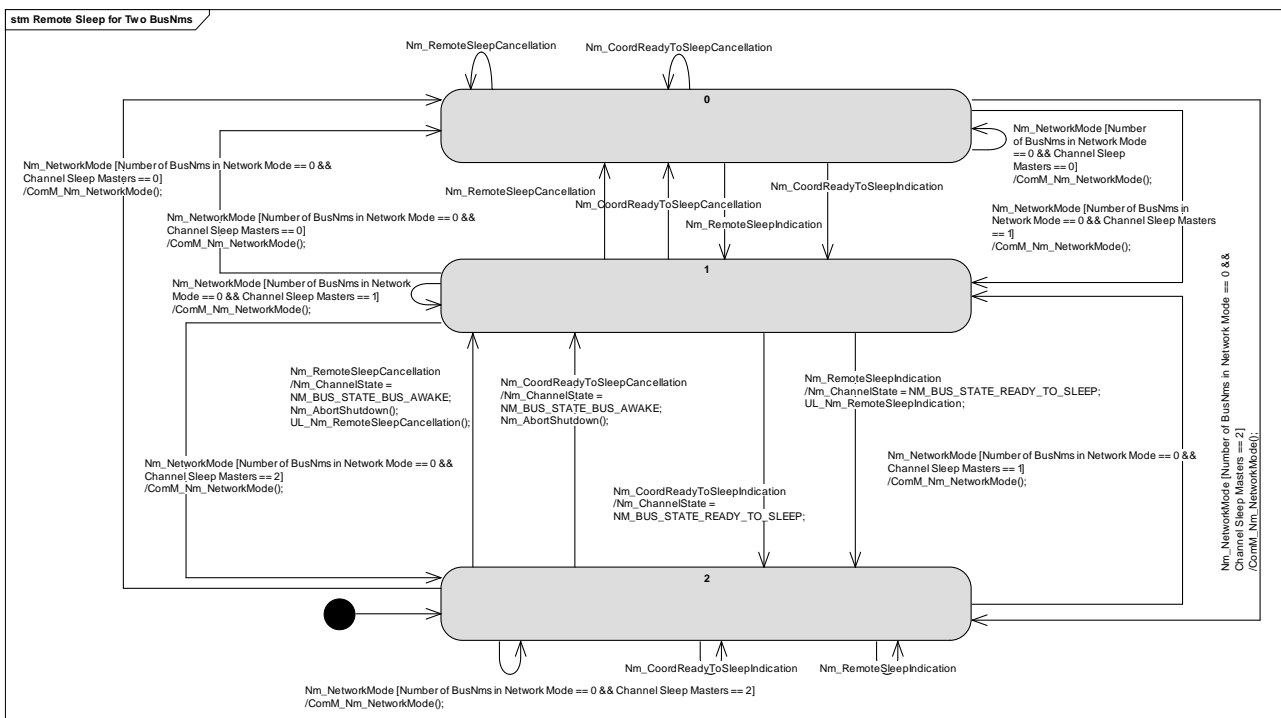 stm Remote Sleep for Two BusNms
Nm_RemoteSleepCancellation
Nm_CoordReadyToSleepCancellation
0
Nm_NetworkMode [Number
of BusNms in Network Mode
== 0 && Channel Sleep
Masters == 0]
/ComM_Nm_NetworkMode();
Nm_NetworkMode [Number of BusNms in Network Mode == 0 &&
Channel Sleep Masters == 0]
/ComM_Nm_NetworkMode();
Nm_RemoteSleepCancellation
Nm_CoordReadyToSleepIndication
Nm_CoordReadyToSleepCancellation
Nm_RemoteSleepIndication
Nm_NetworkMode [Number of BusNms in Network Mode == 0 &&
Channel Sleep Masters == 0]
/ComM_Nm_NetworkMode();
Nm_NetworkMode [Number of BusNms in
Network Mode == 0 && Channel Sleep Masters
== 1]
/ComM_Nm_NetworkMode();
1
Nm_NetworkMode [Number of BusNms in Network
Mode == 0 && Channel Sleep Masters == 1]
/ComM_Nm_NetworkMode();
Nm_NetworkMode [Number of BusNms in Network Mode == 0 &&
Channel Sleep Masters == 2]
/ComM_Nm_NetworkMode();
Nm_RemoteSleepCancellation
/Nm_ChannelState =
NM_BUS_STATE_BUS_AWAKE;
Nm_AbortShutdown();
UL_Nm_RemoteSleepCancellation();
Nm_CoordReadyToSleepCancellation
/Nm_ChannelState =
NM_BUS_STATE_BUS_AWAKE;
Nm_AbortShutdown();
Nm_RemoteSleepIndication
/Nm_ChannelState = NM_BUS_STATE_READY_TO_SLEEP;
UL_Nm_RemoteSleepIndication;
Nm_NetworkMode [Number of BusNms in Network Mode == 0 &&
Channel Sleep Masters == 2]
/ComM_Nm_NetworkMode();
Nm_NetworkMode [Number of BusNms in Network Mode == 0 &&
Channel Sleep Masters == 1]
/ComM_Nm_NetworkMode();
Nm_CoordReadyToSleepIndication
/Nm_ChannelState =
NM_BUS_STATE_READY_TO_SLEEP;
2
Nm_CoordReadyToSleepIndication
Nm_RemoteSleepIndication
Nm_NetworkMode [Number of BusNms in Network Mode == 0 && Channel Sleep Masters == 2]
/ComM_Nm_NetworkMode();